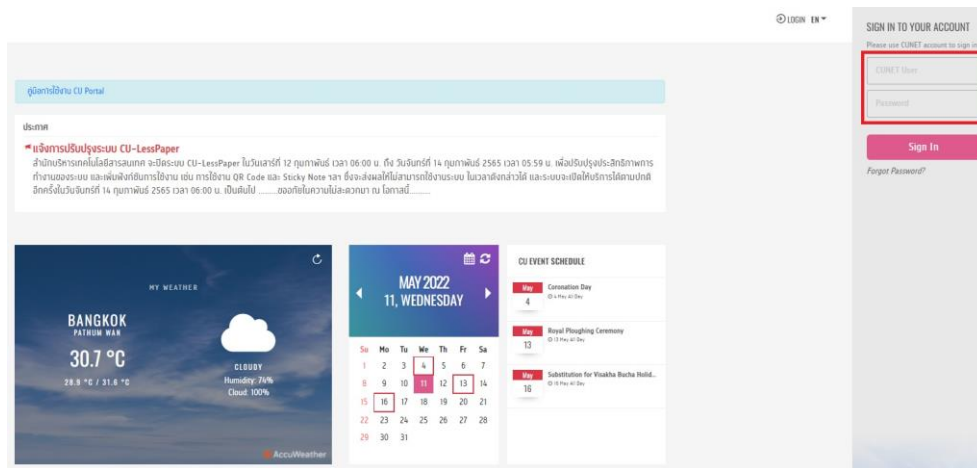 LOGIN EN
คู่มือการใช้งาน CU Portal
ประกาศ
แจ้งการปรับปรุงระบบ CU-LessPaper
สำนักบริหารเทคโนโลยีสารสนเทศ จะปิดระบบ CU-LessPaper ในวันเสาร์ที่ 12 กุมภาพันธ์ เวลา 06:00 น. ถึง วันจันทร์ที่ 14 กุมภาพันธ์ 2565 เวลา 05:59 น. เพื่อปรับปรุงประสิทธิภาพการ
ทำงานของระบบ และเพิ่มฟังก์ชันการใช้งาน เช่น การใช้งาน QR Code และ Sticky Note ฯลฯ ซึ่งจะส่งผลให้ไม่สามารถใช้งานระบบ ในเวลาดังกล่าวได้ และระบบจะเปิดให้บริการได้ตามปกติ
อีกครั้งในวันจันทร์ที่ 14 กุมภาพันธ์ 2565 เวลา 06:00 น. เป็นต้นไป .........ขออภัยในความไม่สะดวกมา ณ โอกาสนี้.........
MY WEATHER
BANGKOK
PATHUM WAN
30.7 °C
28.9 °C / 31.6 °C
CLOUDY
Humidity: 74%
Cloud: 100%
AccuWeather
MAY 2022
11, WEDNESDAY
Su Mo Tu We Th Fr Sa
1 2 3 4 5 6 7
8 9 10 11 12 13 14
15 16 17 18 19 20 21
22 23 24 25 26 27 28
29 30 31
CU EVENT SCHEDULE
May
4
Coronation Day
4 May All Day
May
13
Royal Ploughing Ceremony
13 May All Day
May
16
Substitution for Visakha Bucha Holid..
16 May All Day
SIGN IN TO YOUR ACCOUNT
Please use CUNET account to sign in
CUNET User
Password
Sign In
Forgot Password?